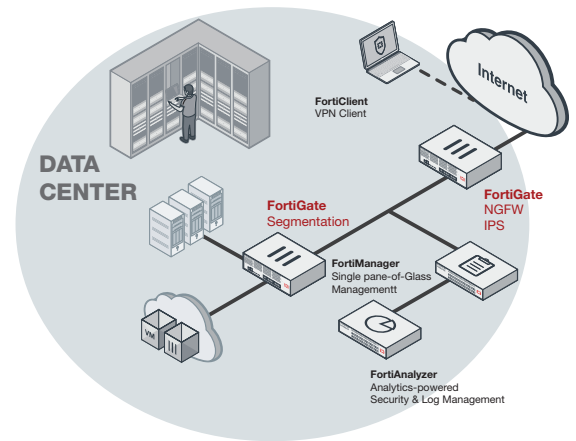 FortiClient
VPN Client
Internet
DATA
CENTER
FortiGate
NGFW
IPS
FortiGate
Segmentation
FortiManager
Single pane-of-Glass
Managementt
VM
FortiAnalyzer
Analytics-powered
Security & Log Management